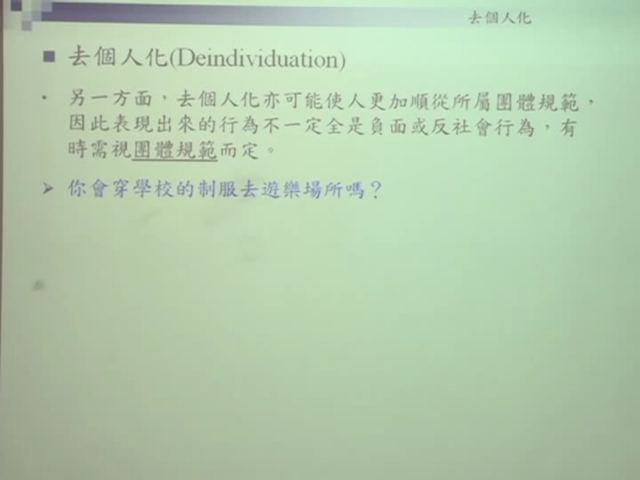 去個人化
去個人化(Deindividuation)
另一方面，去個人化亦可能使人更加順從所屬團體規範，
因此表現出來的行為不一定全是負面或反社會行為，有
時需視團體規範而定。
你會穿學校的制服去遊樂場所嗎？